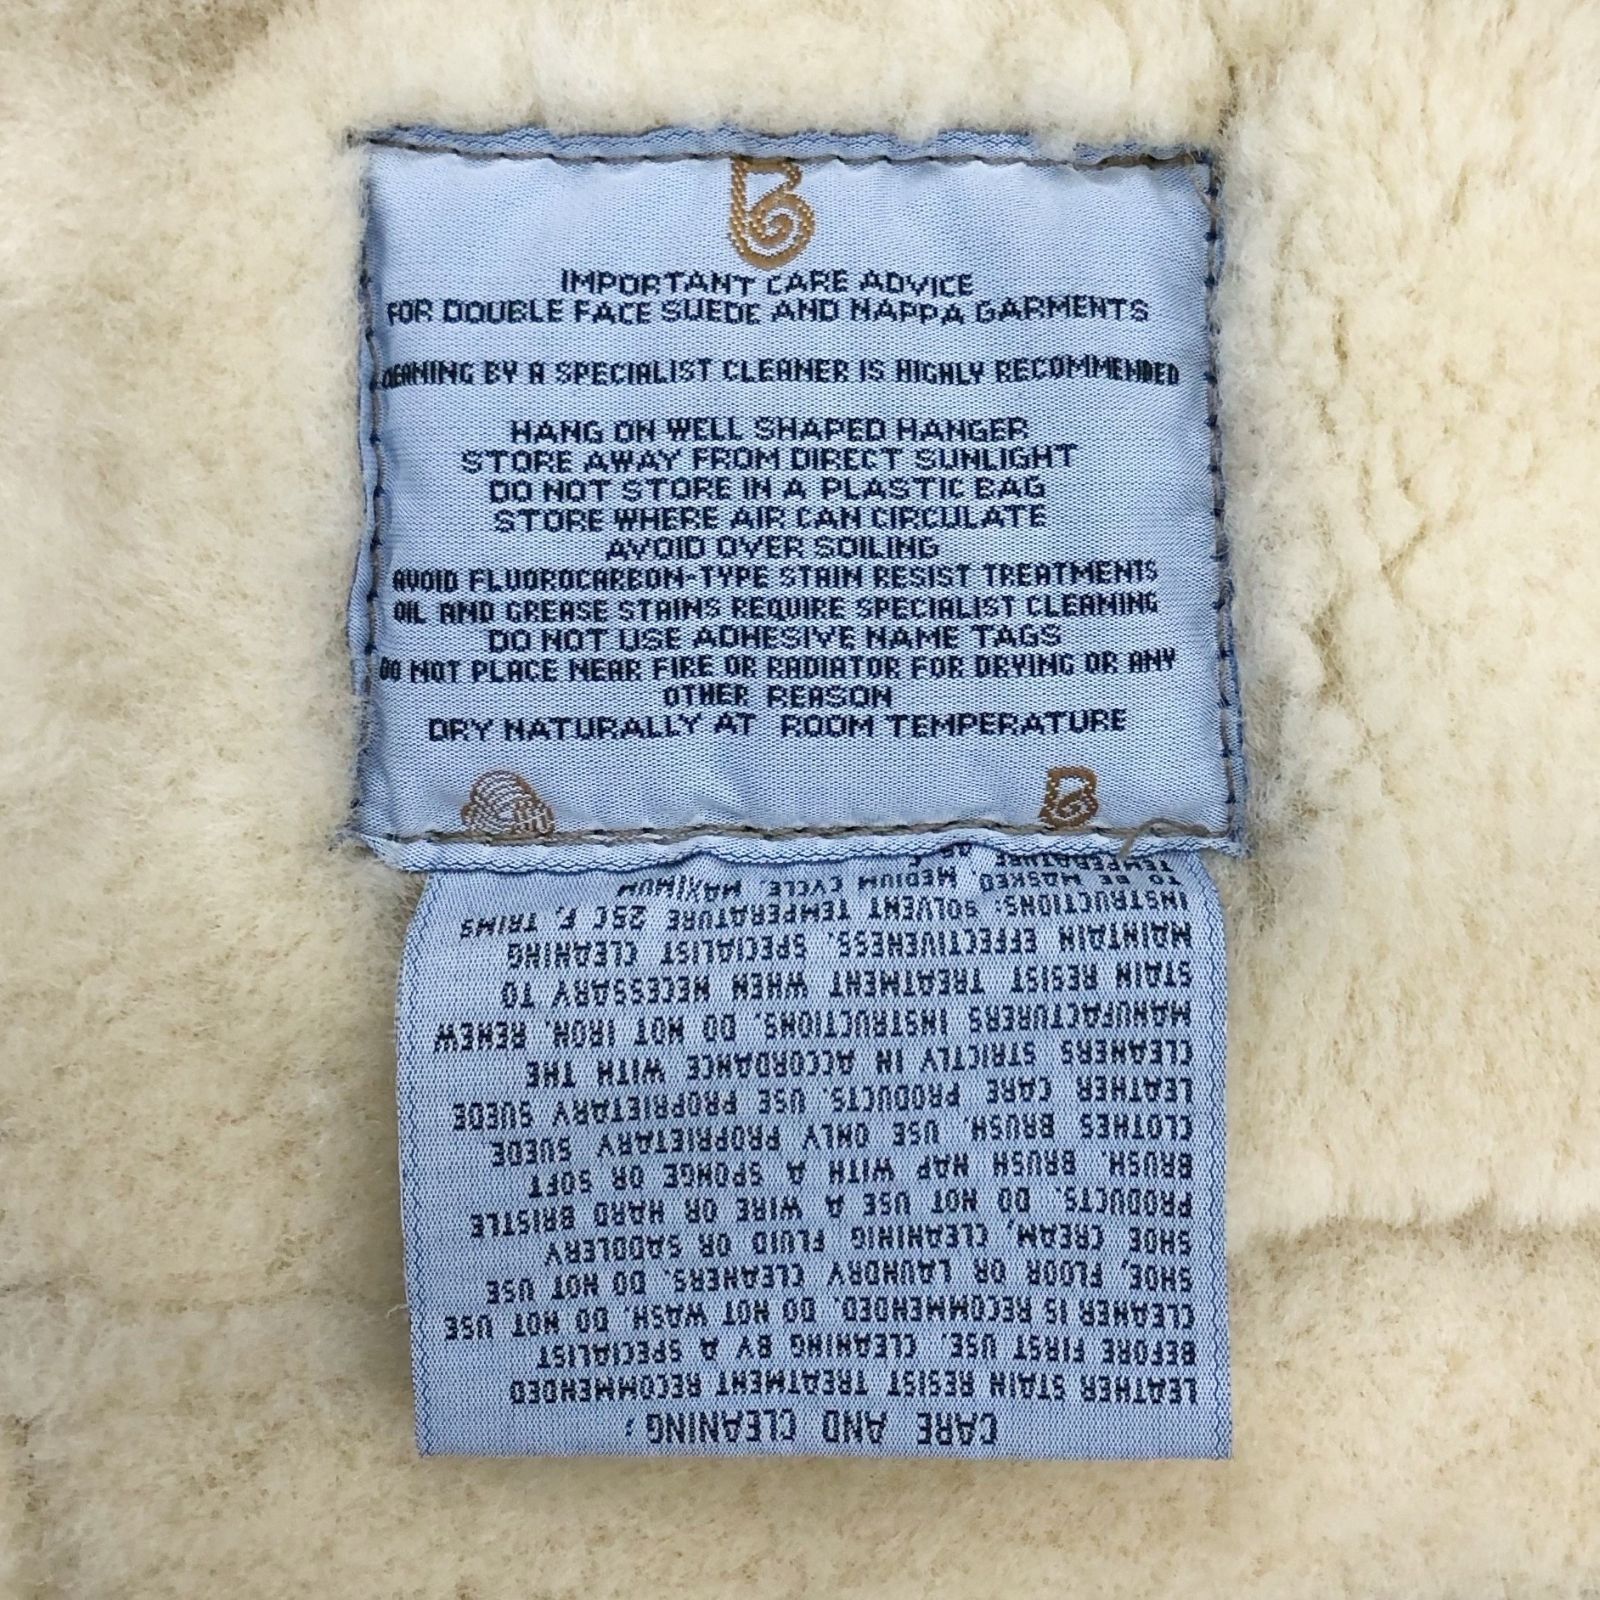 B
IMPORTANT CARE ADVICE
FOR DOUBLE FACE SUEDE AND NAPPA GARMENTS
CLEANING BY A SPECIALIST CLEANER IS HIGHLY RECOMMENDED
HANG ON WELL SHAPED HANGER
STORE AWAY FROM DIRECT SUNLIGHT
DO NOT STORE IN A PLASTIC BAG
STORE WHERE AIR CAN CIRCULATE
AVOID OVER SOILING
AVOID FLUOROCARBON-TYPE STAIN RESIST TREATMENTS
OIL AND GREASE STAINS REQUIRE SPECIALIST CLEANING
DO NOT USE ADHESIVE NAME TAGS
DO NOT PLACE NEAR FIRE OR RADIATOR FOR DRYING OR ANY
OTHER REASON
DRY NATURALLY AT ROOM TEMPERATURE
B
CARE AND CLEANING:
LEATHER STAIN RESIST TREATMENT RECOMMENDED
BEFORE FIRST USE. CLEANING BY A SPECIALIST
CLEANER IS RECOMMENDED. DO NOT WASH. DO NOT USE
SHOE, FLOOR OR LAUNDRY CLEANERS. DO NOT USE
SHOE CREAM, CLEANINIG FLUID OR SADDLERY
PRODUCTS. DO NOT USE A WIRE OR HARD BRISTLE
BRUSH. BRUSH NAP WITH A SPONGE OR SOFT
CLOTHES BRUSH. USE ONLY PROPRIETARY SUEDE
LEATHER CARE PRODUCTS. USE PROPRIETARY SUEDE
CLEANERS STRICTLY IN ACCORDANCE WITH THE
MANUFACTURERS INSTRUCTIONS. DO NOT IRON. RENEW
STAIN RESIST TREATMENT WHEN NECESSARY TO
MAINTAIN EFFECTIVENESS. SPECIALIST CLEANING
INSTRUCTIONS: SOLVENT TEMPERATURE 25C F. TRIMS
TO BE MASKED. MEDIUM CYCLE. MAXIMUM
TEMPERATURE